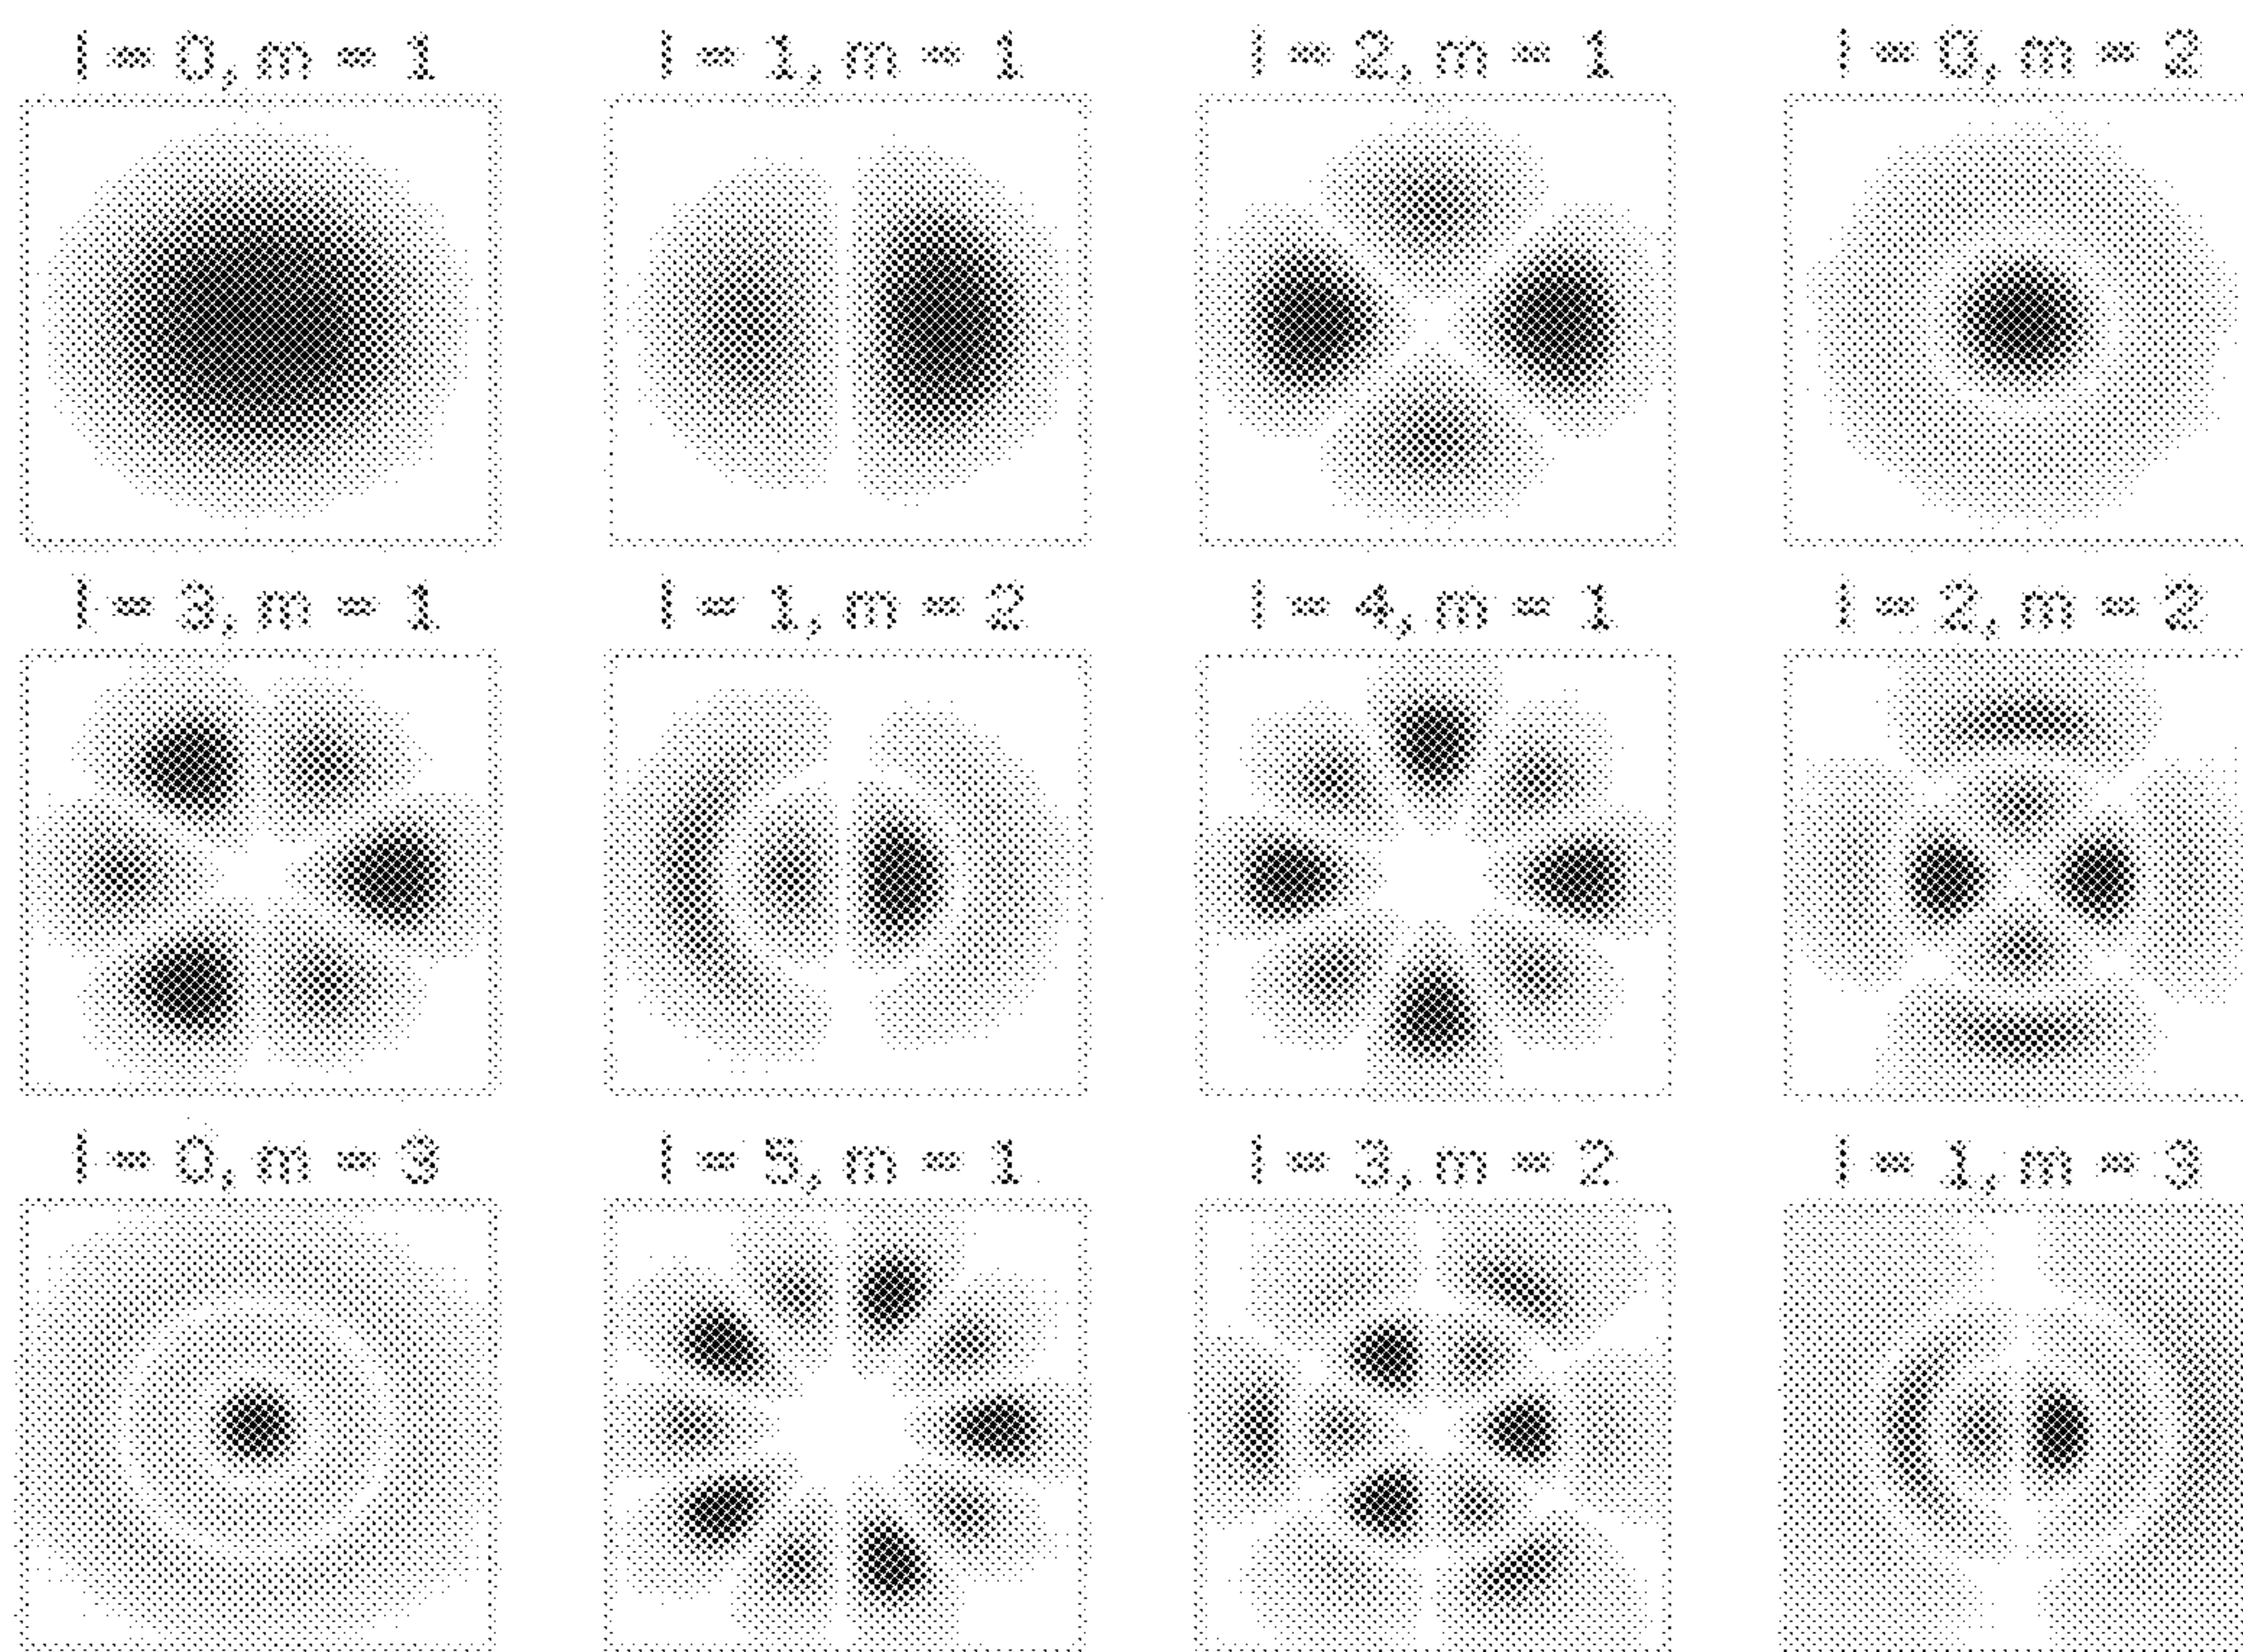 l = 0, m = 1
l = 1, m = 1
l = 2, m = 1
l = 0, m = 2
l = 3, m = 1
l = 1, m = 2
l = 4, m = 1
l = 2, m = 2
l = 0, m = 3
l = 5, m = 1
l = 3, m = 2
l = 1, m = 3